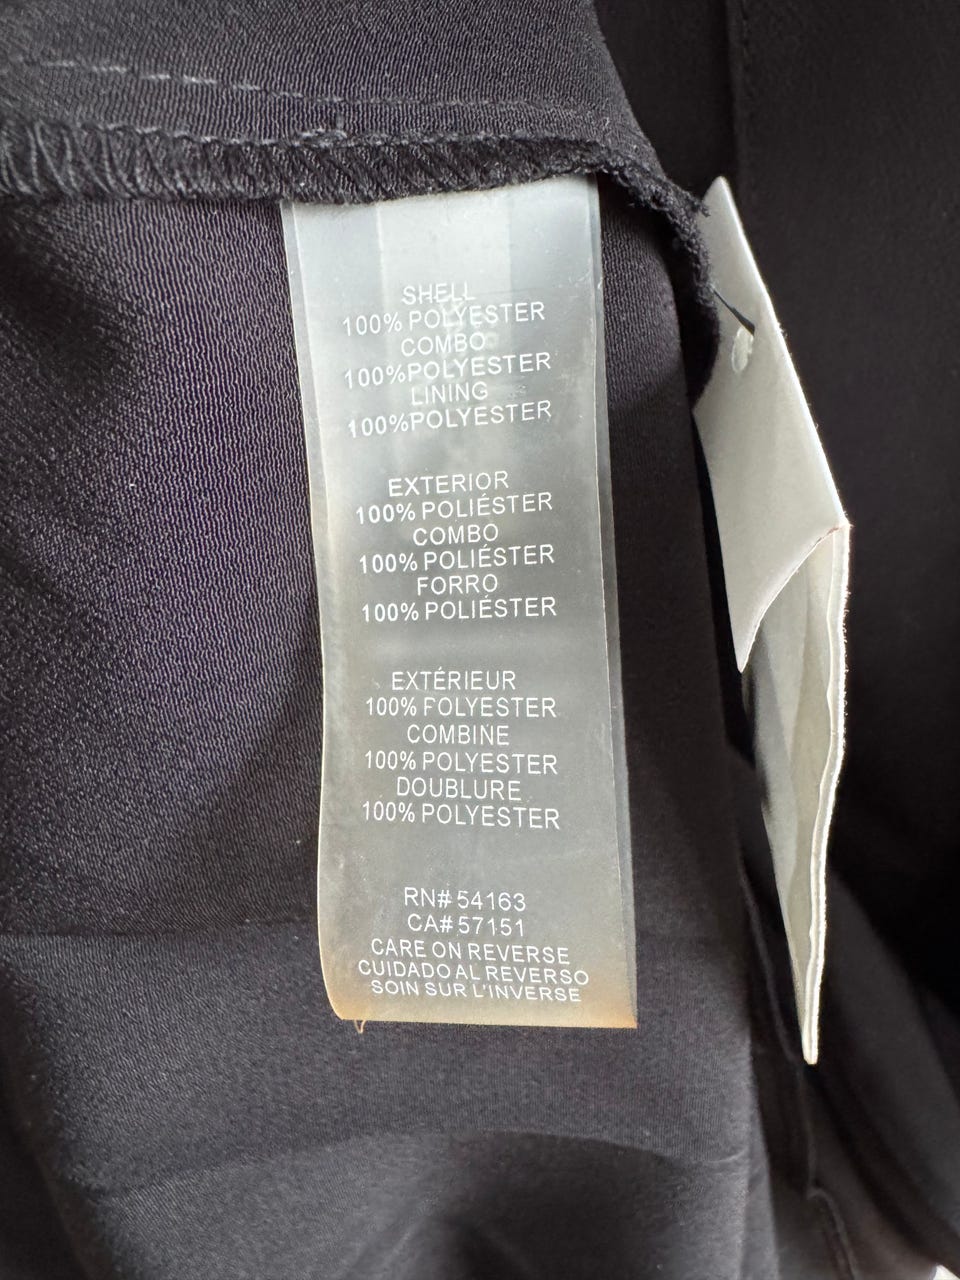 SHELL
100% POLYESTER
COMBO
100%POLYESTER
LINING
100%POLYESTER
EXTERIOR
100% POLIÉSTER
COMBO
100% POLIÉSTER
FORRO
100% POLIÉSTER
EXTÉRIEUR
100% FOLYESTER
COMBINE
100% POLYESTER
DOUBLURE
100% POLYESTER
RN# 54163
CA# 57151
CARE ON REVERSE
CUIDADO AL REVERSO
SOIN SUR L'INVERSE